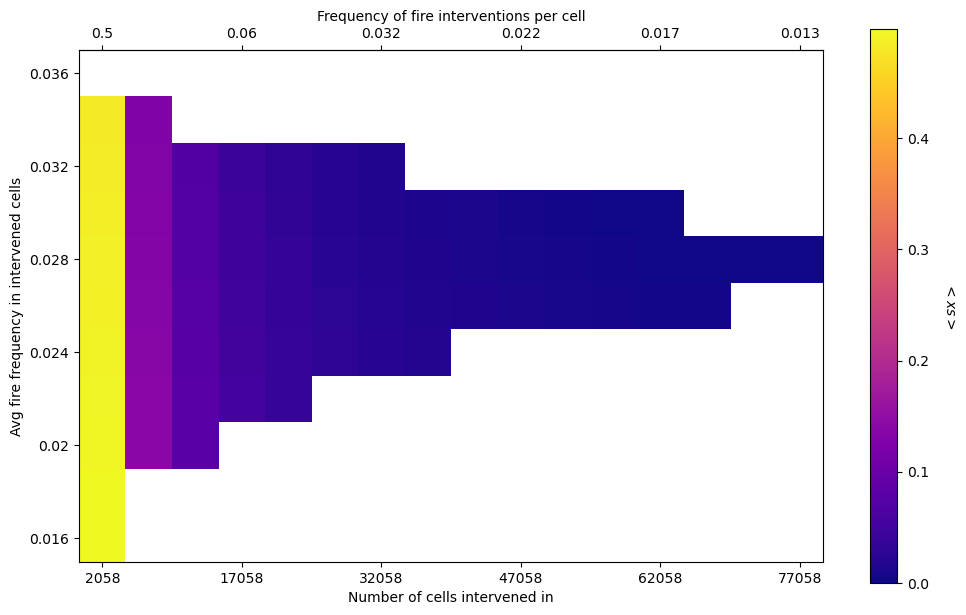 Frequency of fire interventions per cell
0.5 0.06 0.032 0.022 0.017 0.013
0.036
0.032
0.028
0.024
0.02
0.016
Avg fire frequency in intervened cells
2058 17058 32058 47058 62058 77058
Number of cells intervened in
0.4
0.3
0.2
0.1
0.0
< sx >